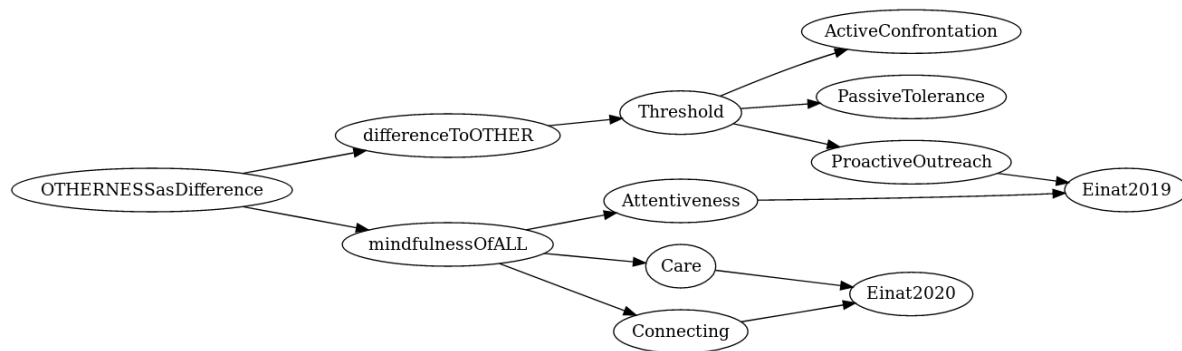 ActiveConfrontation
PassiveTolerance
Threshold
differenceToOTHER
ProactiveOutreach
OTHERNESSasDifference
Einat2019
Attentiveness
mindfulnessOfALL
Care
Einat2020
Connecting